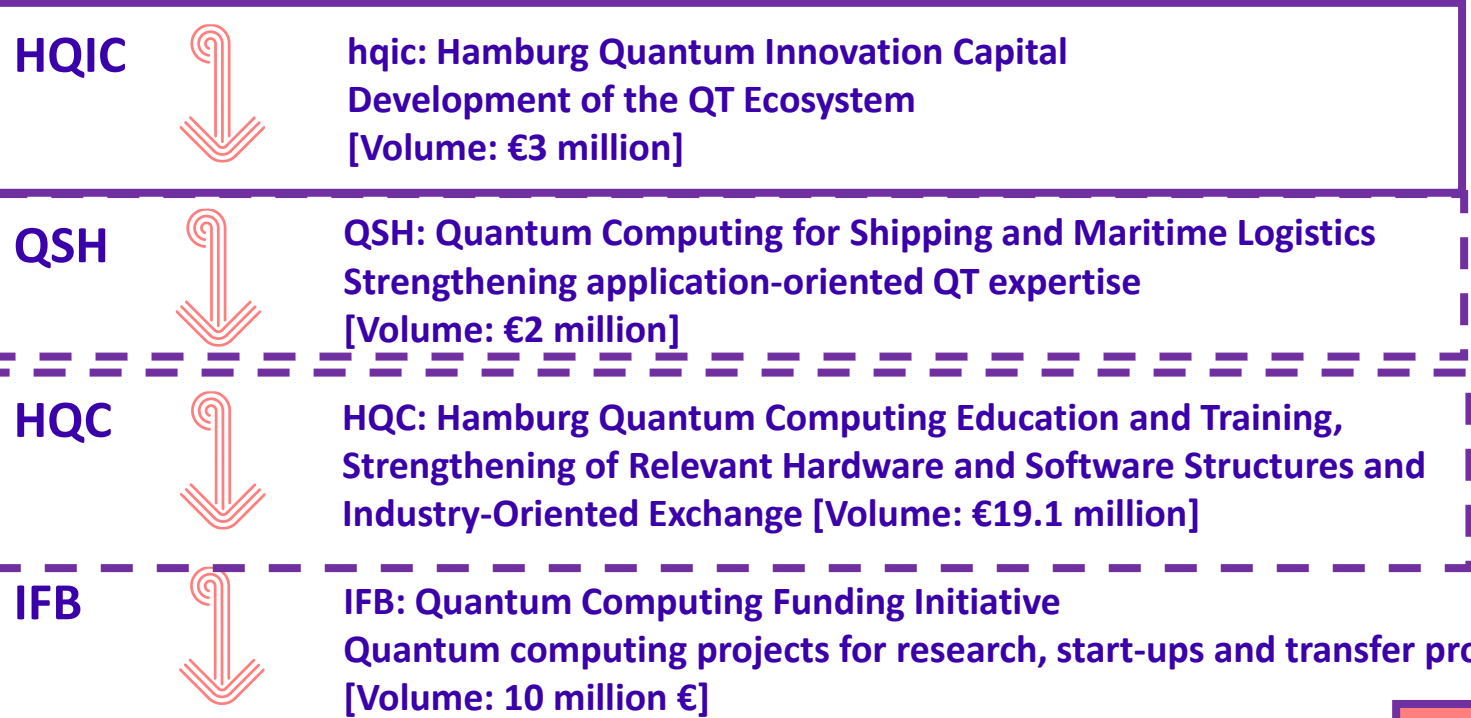 HQIC
hqic: Hamburg Quantum Innovation Capital
Development of the QT Ecosystem
[Volume: €3 million]
QSH
QSH: Quantum Computing for Shipping and Maritime Logistics
Strengthening application-oriented QT expertise
[Volume: €2 million]
HQC
HQC: Hamburg Quantum Computing Education and Training,
Strengthening of Relevant Hardware and Software Structures and
Industry-Oriented Exchange [Volume: €19.1 million]
IFB
IFB: Quantum Computing Funding Initiative
Quantum computing projects for research, start-ups and transfer
[Volume: 10 million €]